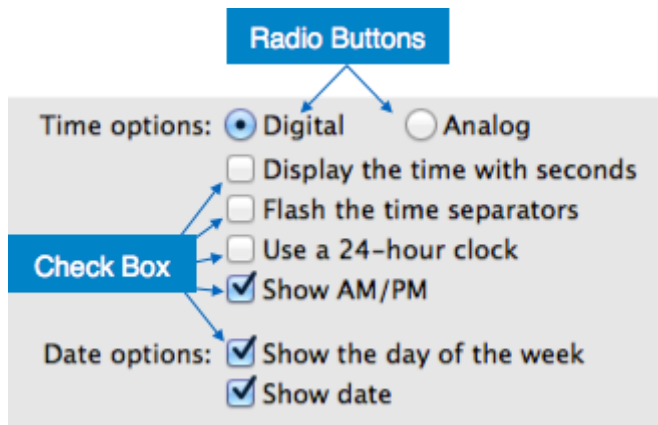 Radio Buttons
Time options: Digital Analog
Display the time with seconds
Flash the time separators
Use a 24-hour clock
Check Box
Show AM/PM
Date options: Show the day of the week
Show date